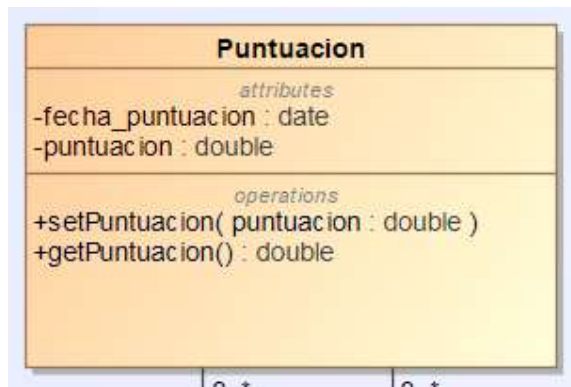 Puntuacion
attributes
-fecha_puntuacion : date
-puntuacion : double
operations
+setPuntuacion( puntuacion : double )
+getPuntuacion() : double